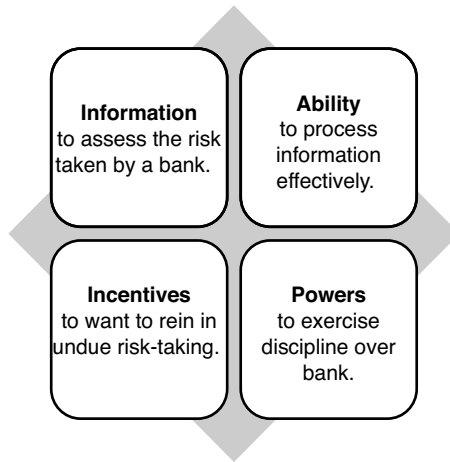 Information
to assess the risk
taken by a bank.
Ability
to process
information
effectively.
Incentives
to want to rein in
undue risk-taking.
Powers
to exercise
discipline over
bank.